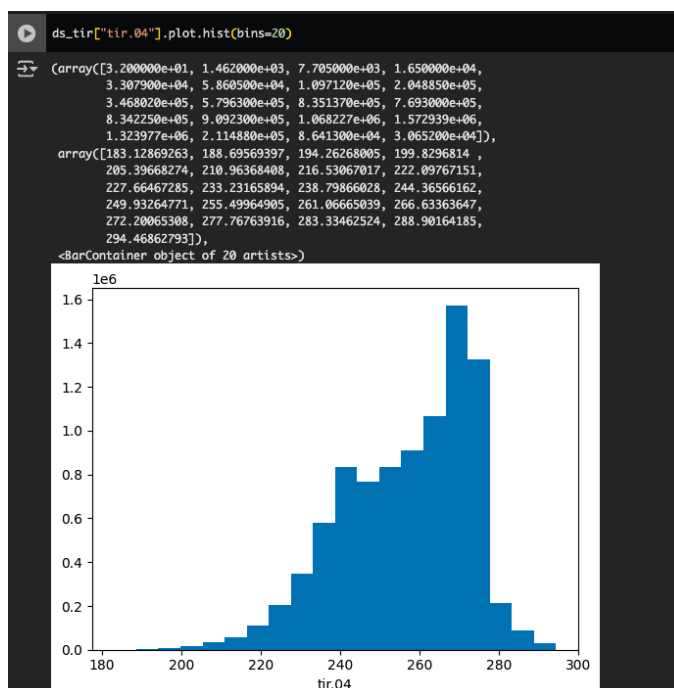 ds_tir["tir.04"].plot.hist(bins=20)
(array([3.200000e+01, 1.462000e+03, 7.705000e+03, 1.650000e+04,
3.307900e+04, 5.860500e+04, 1.097120e+05, 2.048850e+05,
3.468020e+05, 5.796300e+05, 8.351370e+05, 7.693000e+05,
8.342250e+05, 9.092300e+05, 1.068227e+06, 1.572939e+06,
1.323977e+06, 2.114880e+05, 8.641300e+04, 3.065200e+04]),
array([183.12869263, 188.69569397, 194.26268005, 199.8296814 ,
205.39668274, 210.96368408, 216.53067017, 222.09767151,
227.66467285, 233.23165894, 238.79866028, 244.36566162,
249.93264771, 255.49964905, 261.06665039, 266.63363647,
272.20065308, 277.76763916, 283.33462524, 288.90164185,
294.46862793]),
<BarContainer object of 20 artists>)
1e6
1.6
1.4
1.2
1.0
0.8
0.6
0.4
0.2
0.0
180 200 220 240 260 280 300
tir.04